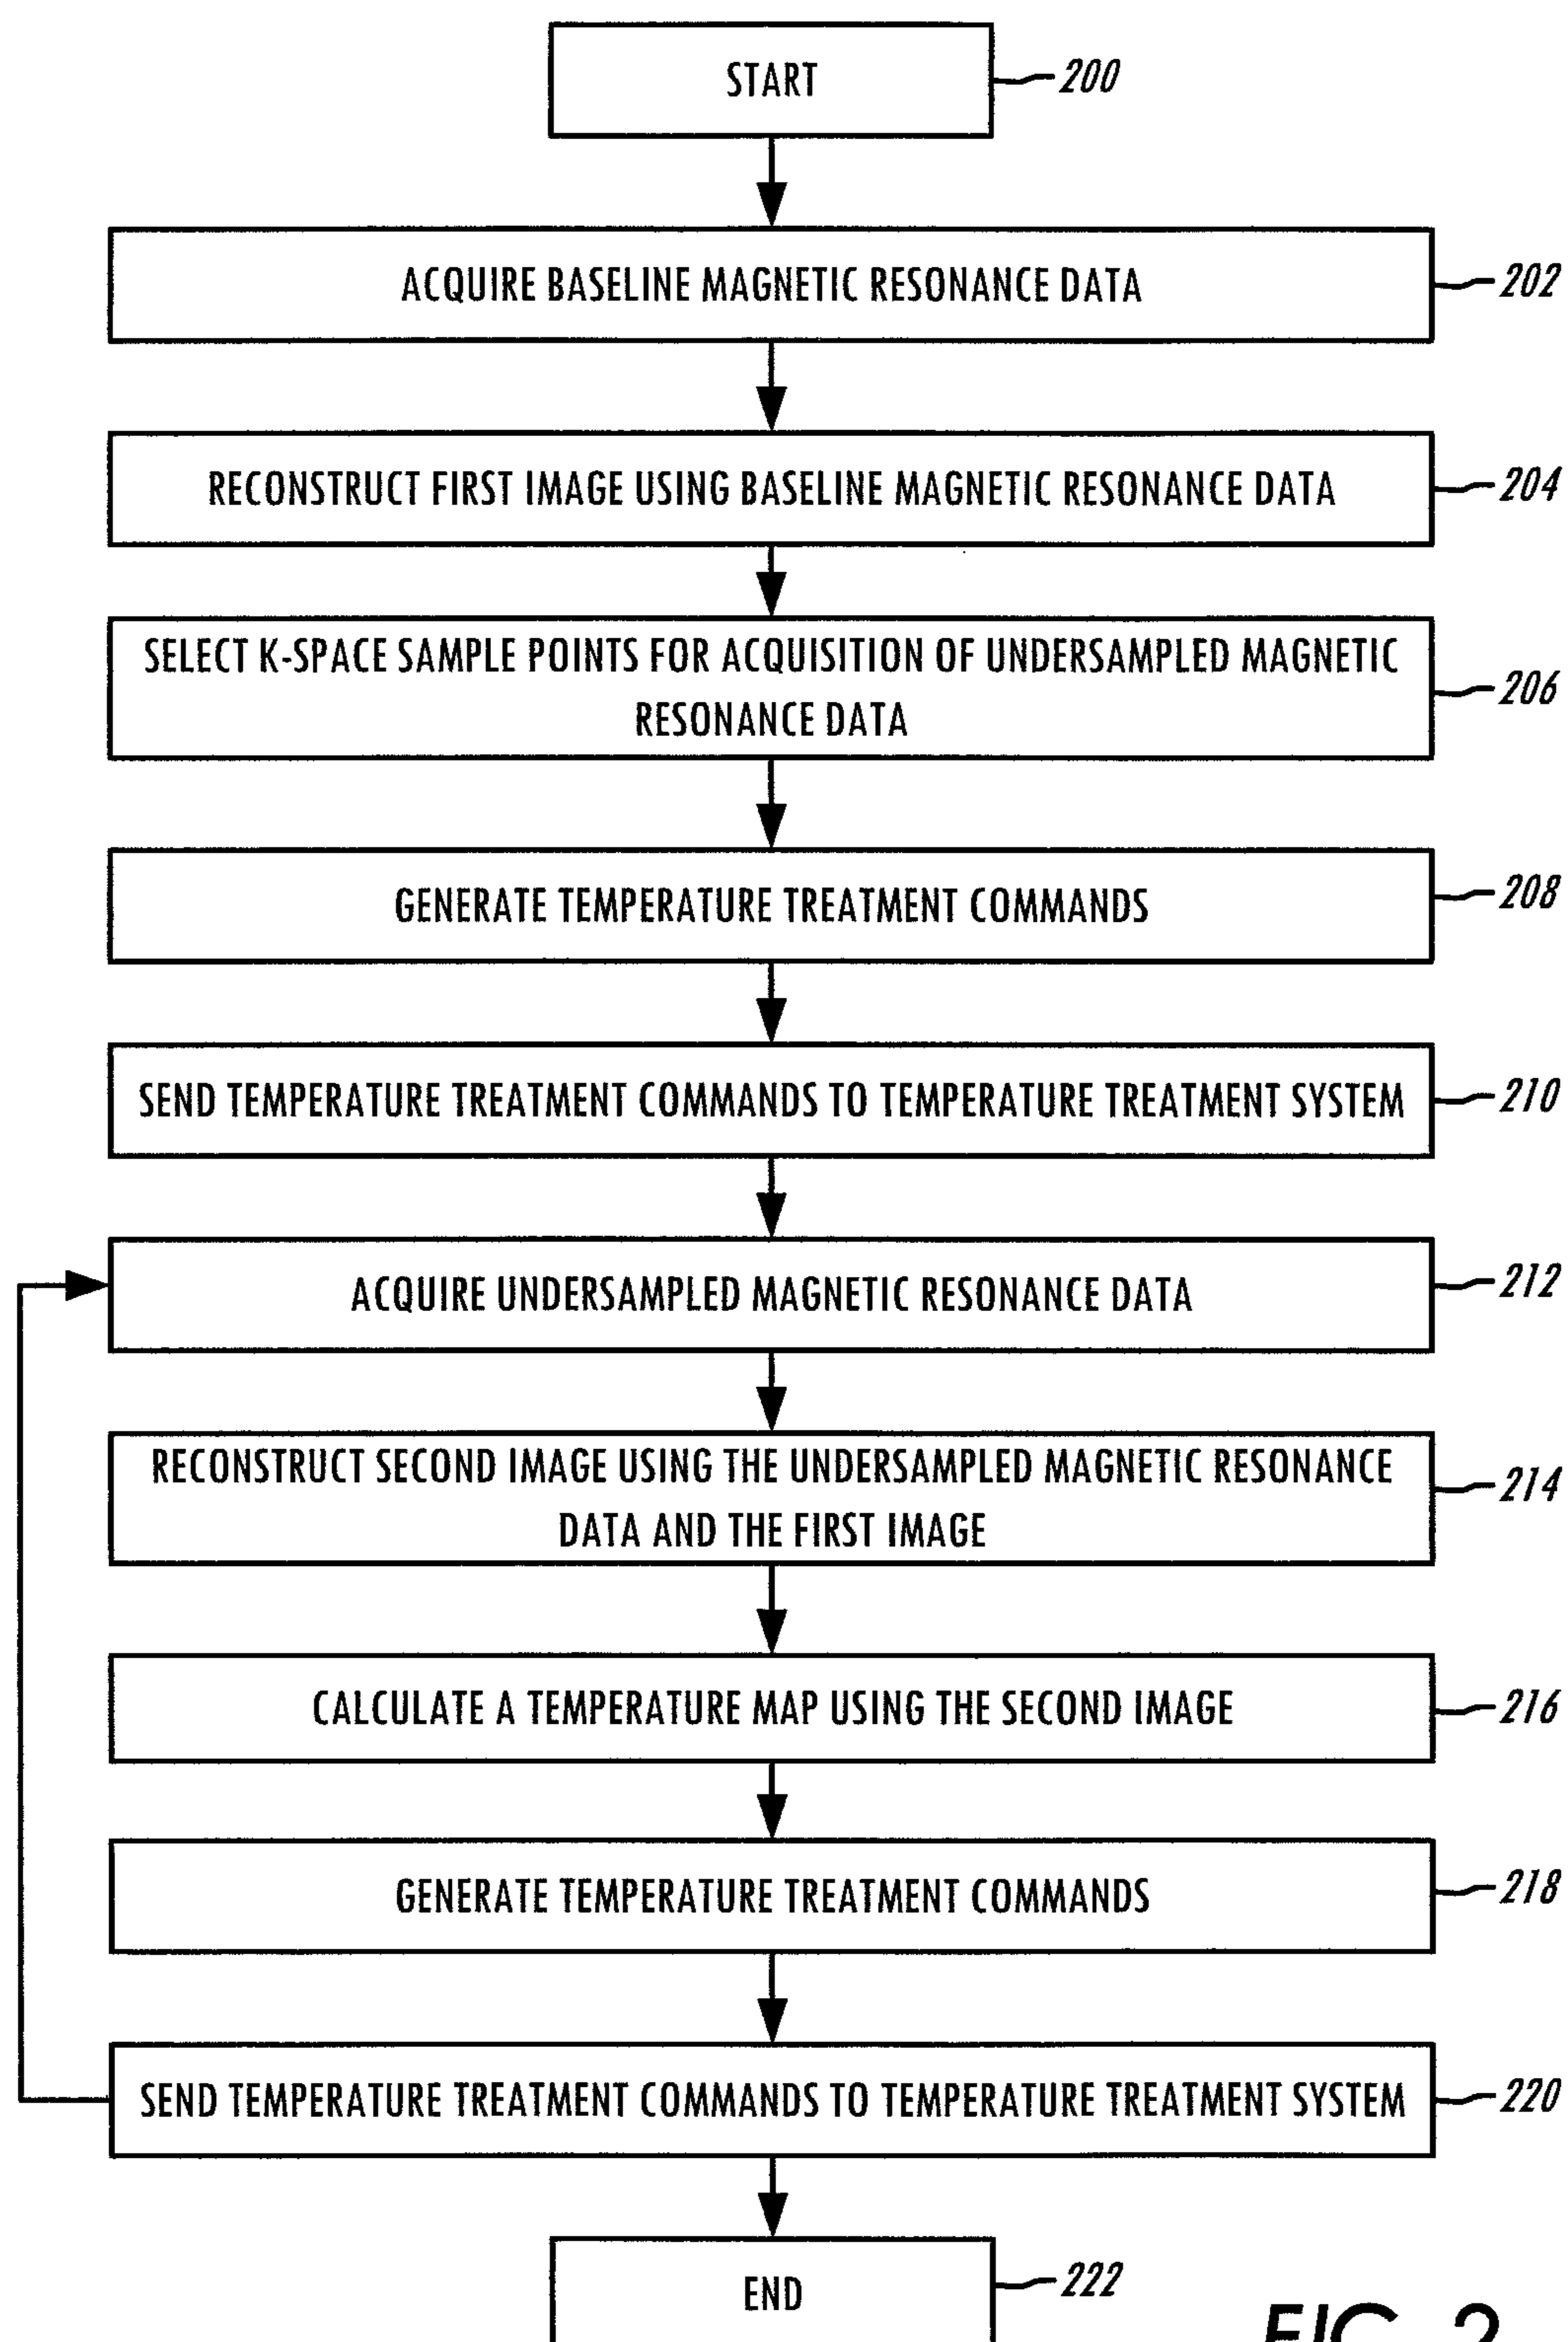 START
200
ACQUIRE BASELINE MAGNETIC RESONANCE DATA
202
RECONSTRUCT FIRST IMAGE USING BASELINE MAGNETIC RESONANCE DATA
204
SELECT K-SPACE SAMPLE POINTS FOR ACQUISITION OF UNDERSAMPLED MAGNETIC
RESONANCE DATA
206
GENERATE TEMPERATURE TREATMENT COMMANDS
208
SEND TEMPERATURE TREATMENT COMMANDS TO TEMPERATURE TREATMENT SYSTEM
210
ACQUIRE UNDERSAMPLED MAGNETIC RESONANCE DATA
212
RECONSTRUCT SECOND IMAGE USING THE UNDERSAMPLED MAGNETIC RESONANCE
DATA AND THE FIRST IMAGE
214
CALCULATE A TEMPERATURE MAP USING THE SECOND IMAGE
216
GENERATE TEMPERATURE TREATMENT COMMANDS
218
SEND TEMPERATURE TREATMENT COMMANDS TO TEMPERATURE TREATMENT SYSTEM
220
END
222
FIG. 2